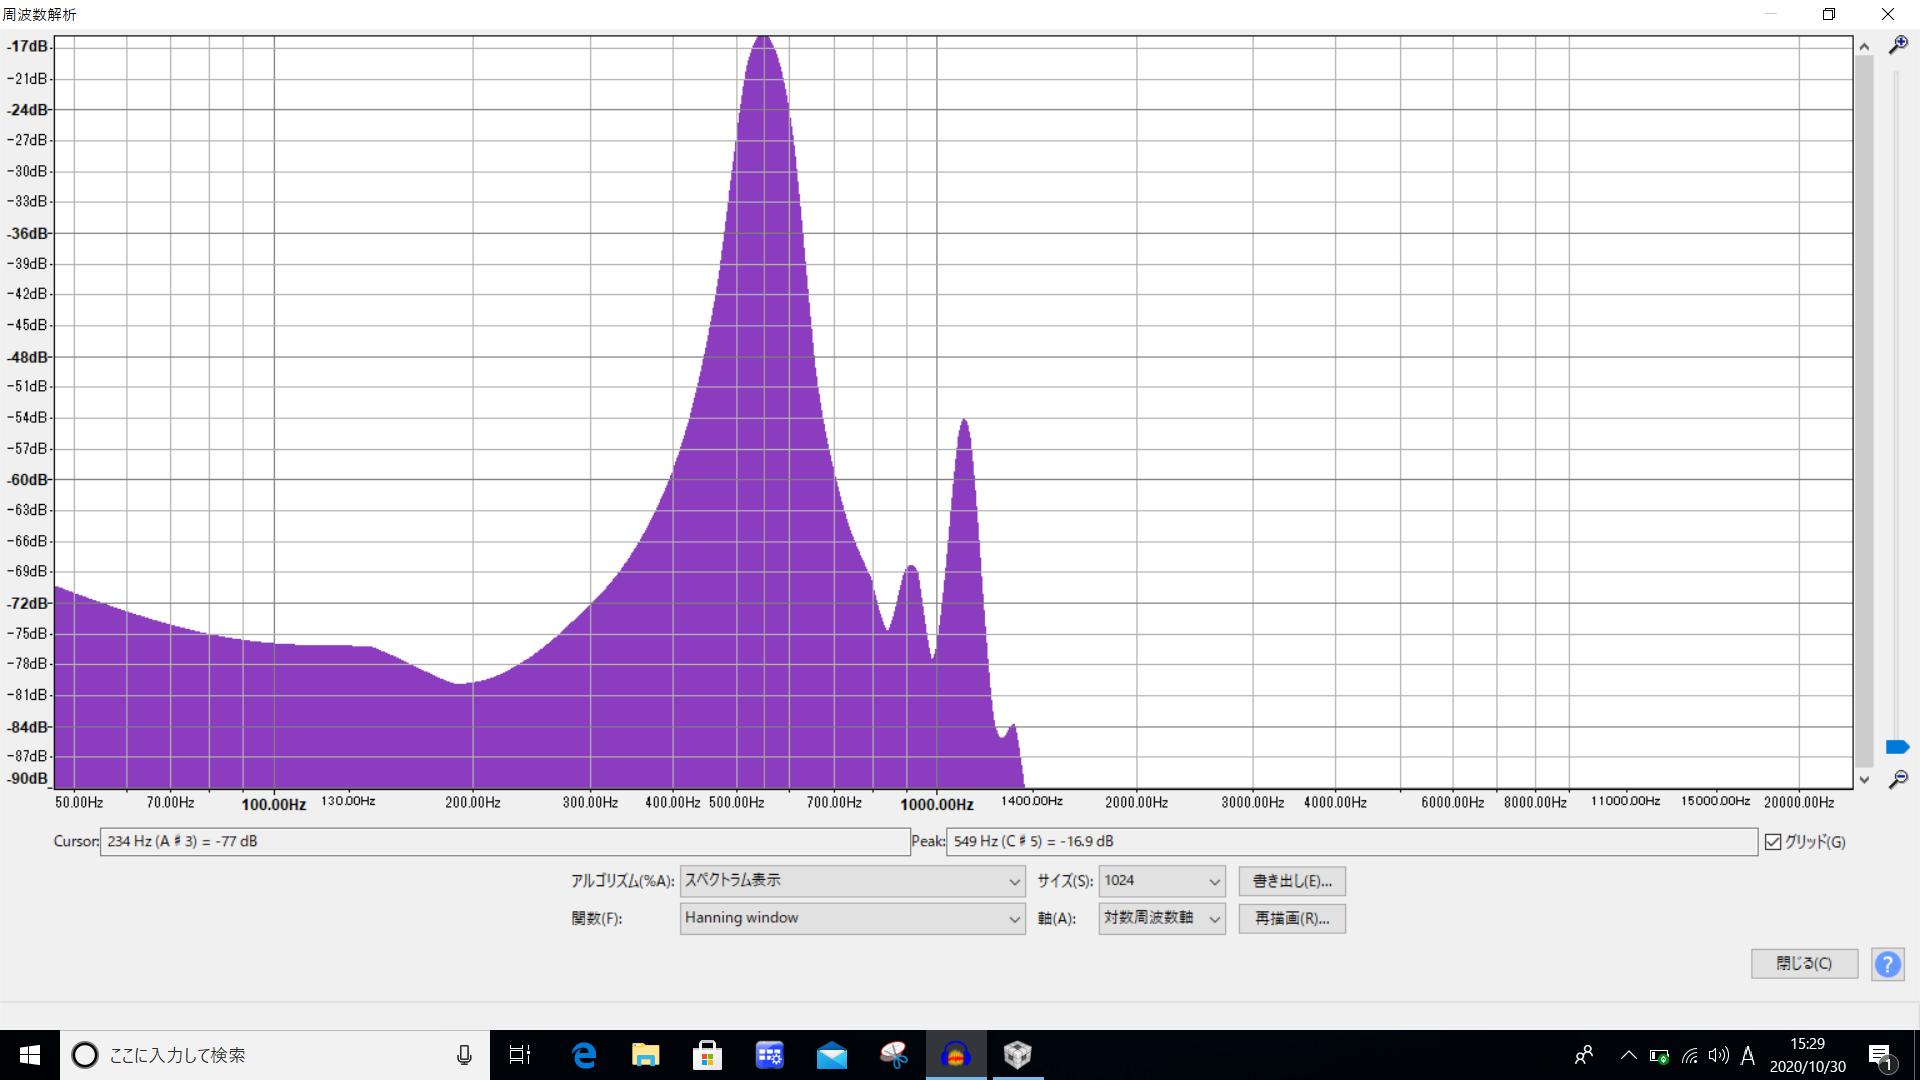 周波数解析
-17dB
-21dB
-24dB
-27dB
-30dB
-33dB
-36dB
-39dB
-42dB
-45dB
-48dB
-51dB
-54dB
-57dB
-60dB
-63dB
-66dB
-69dB
-72dB
-75dB
-78dB
-81dB
-84dB
-87dB
-90dB
50.00Hz 70.00Hz 100.00Hz 130.00Hz 200.00Hz 300.00Hz 400.00Hz 500.00Hz 700.00Hz 1000.00Hz 1400.00Hz 2000.00Hz 3000.00Hz 4000.00Hz 6000.00Hz 8000.00Hz 11000.00Hz 15000.00Hz 20000.00Hz
Cursor: 234 Hz (A♯3) = -77 dB Peak: 549 Hz (C♯5) = -16.9 dB グリッド(G)
アルゴリズム(%A): スペクトラム表示 サイズ(S): 1024 書き出し(E)...
関数(F): Hanning window 軸(A): 対数周波数軸 再描画(R)...
閉じる(C) ?
ここに入力して検索
A
15:29
2020/10/30
1